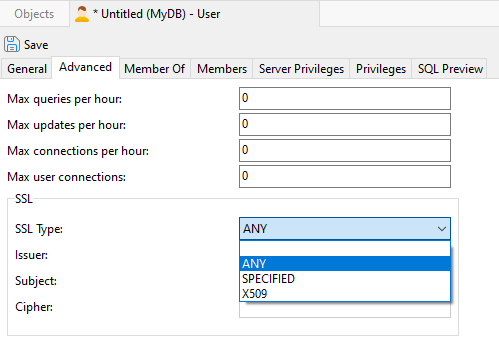 Objects * Untitled (MyDB) - User
Save
General Advanced Member Of Members Server Privileges Privileges SQL Preview
Max queries per hour: 0
Max updates per hour: 0
Max connections per hour: 0
Max user connections: 0
SSL
SSL Type: ANY
Issuer:
ANY
Subject: SPECIFIED
X509
Cipher: